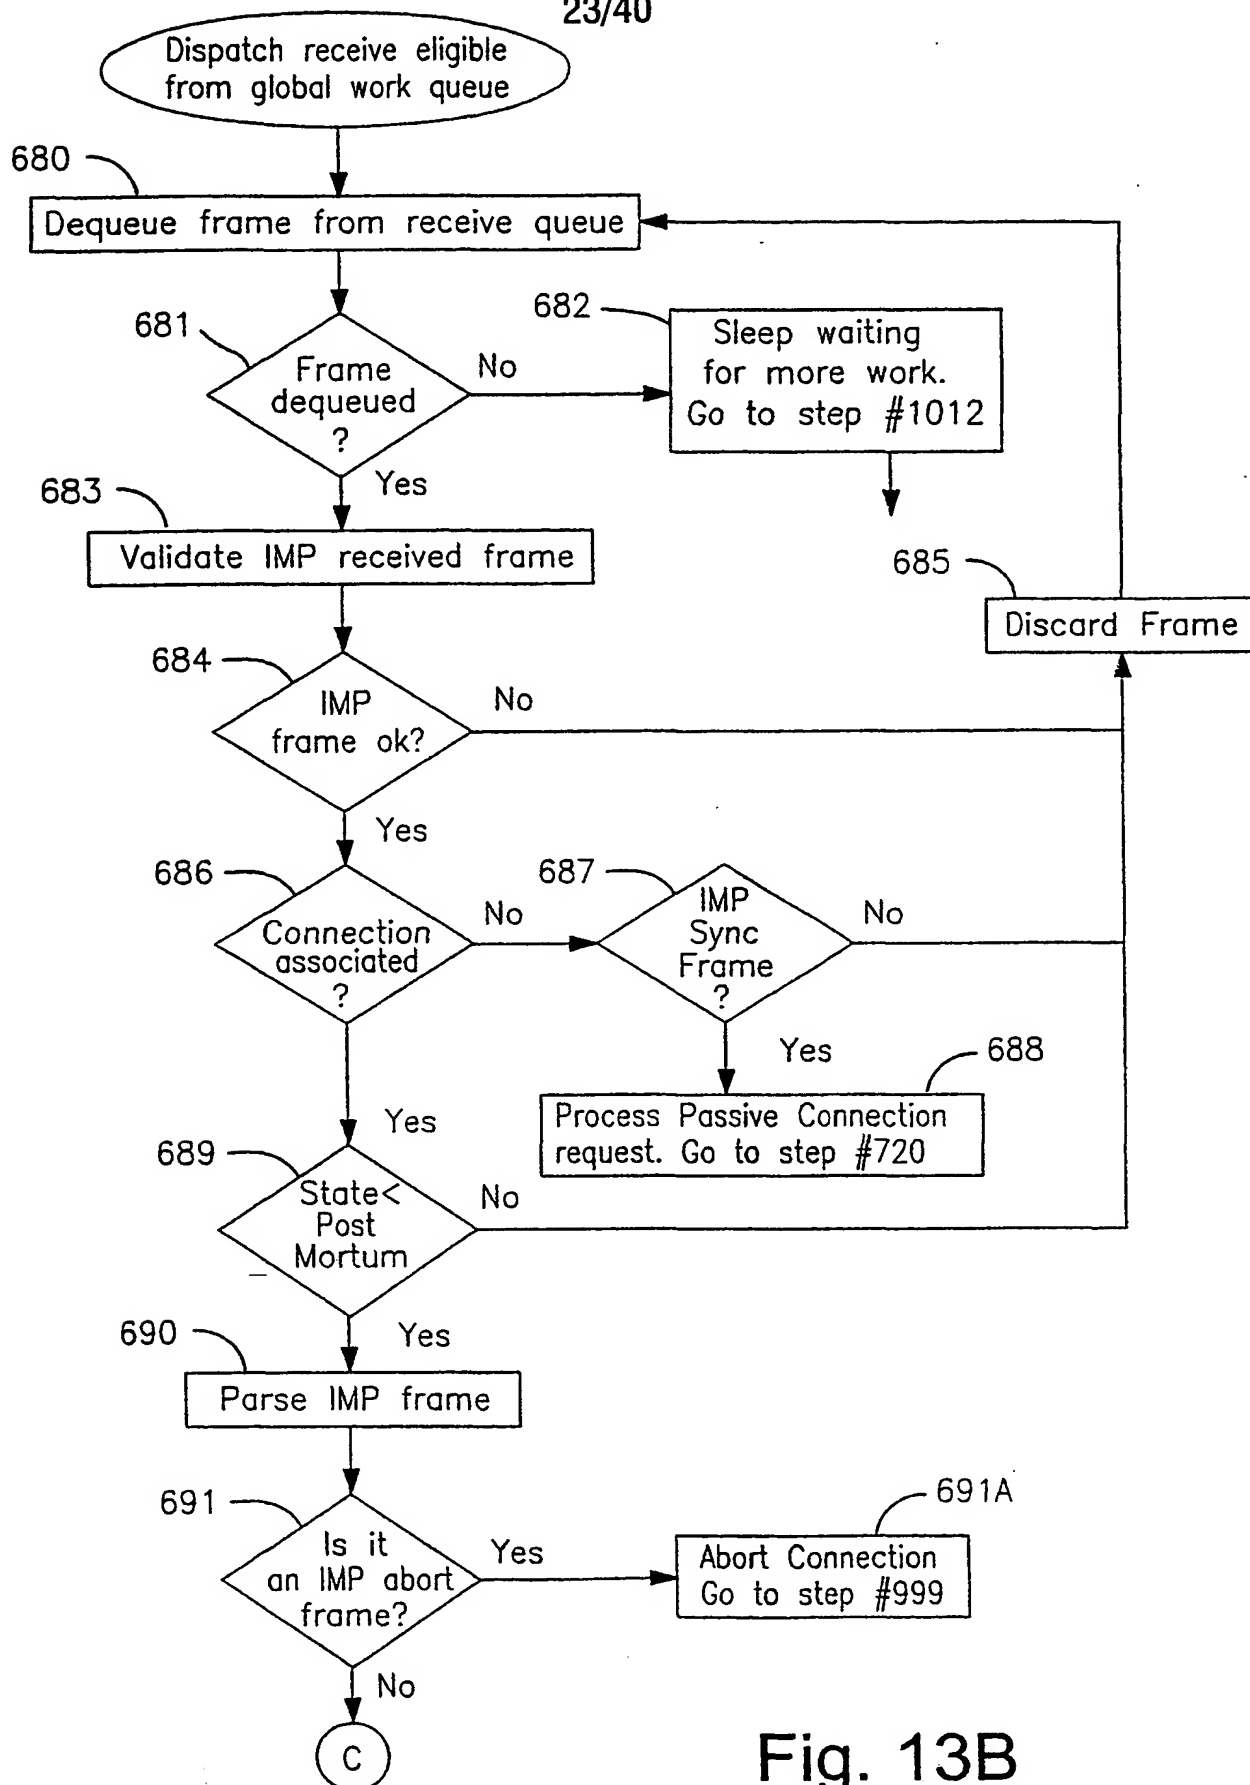 23/40
Dispatch receive eligible
from global work queue
680
Dequeue frame from receive queue
681
Frame
dequeued
?
No
682
Sleep waiting
for more work.
Go to step #1012
Yes
683
Validate IMP received frame
685
Discard Frame
684
IMP
frame ok?
No
Yes
686
Connection
associated
?
No
687
IMP
Sync
Frame
?
No
Yes
688
Process Passive Connection
request. Go to step #720
Yes
689
State<
Post
Mortum
No
Yes
690
Parse IMP frame
691
Is it
an IMP abort
frame?
Yes
691A
Abort Connection
Go to step #999
No
C
Fig. 13B